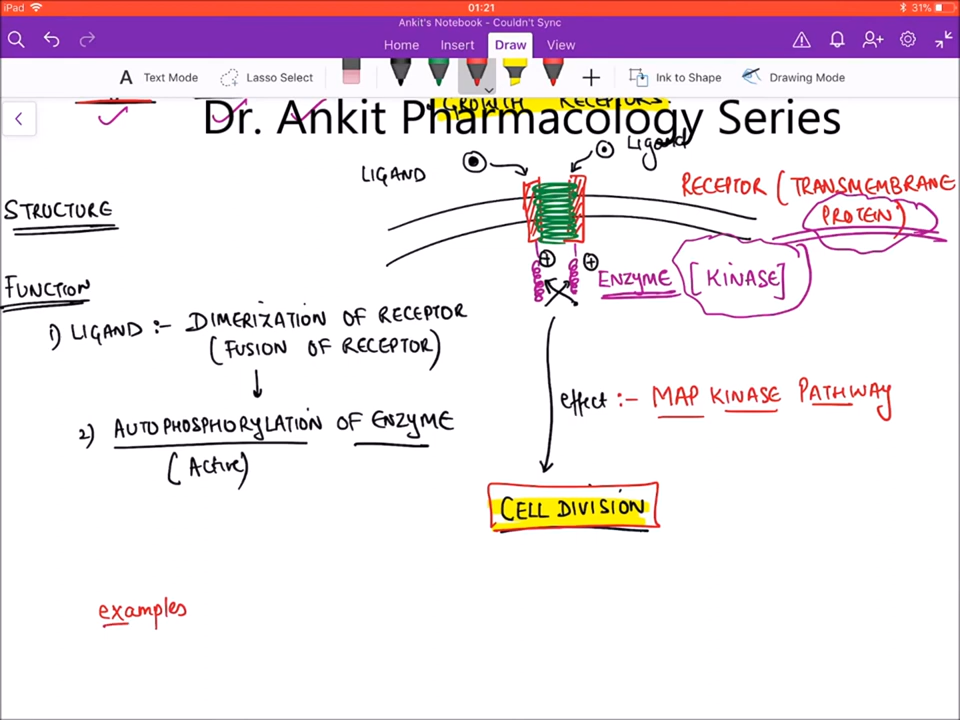 iPad
01:21
31%
Ankit's Notebook - Couldn't Sync
Home Insert Draw View
Text Mode Lasso Select Ink to Shape Drawing Mode
GROWTH RECEPTORS
Dr. Ankit Pharmacology Series
LIGAND
Ligand
RECEPTOR (TRANSMEMBRANE
PROTEIN)
STRUCTURE
ENZYME [KINASE]
FUNCTION
1) LIGAND :- DIMERIZATION OF RECEPTOR
(FUSION OF RECEPTOR)
effect :- MAP KINASE PATHWAY
2) AUTOPHOSPHORYLATION OF ENZYME
(Active)
CELL DIVISION
examples